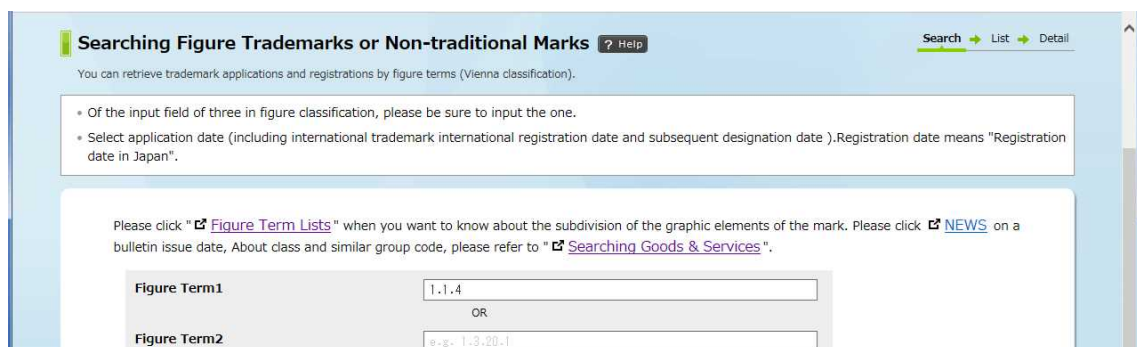 Searching Figure Trademarks or Non-traditional Marks ? Help
Search List Detail
You can retrieve trademark applications and registrations by figure terms (Vienna classification).
• Of the input field of three in figure classification, please be sure to input the one.
• Select application date (including international trademark international registration date and subsequent designation date ).Registration date means "Registration
date in Japan".
Please click " Figure Term Lists " when you want to know about the subdivision of the graphic elements of the mark. Please click NEWS on a
bulletin issue date, About class and similar group code, please refer to " Searching Goods & Services ".
Figure Term1 1.1.4
OR
Figure Term2 e.g. 1.3.20.1